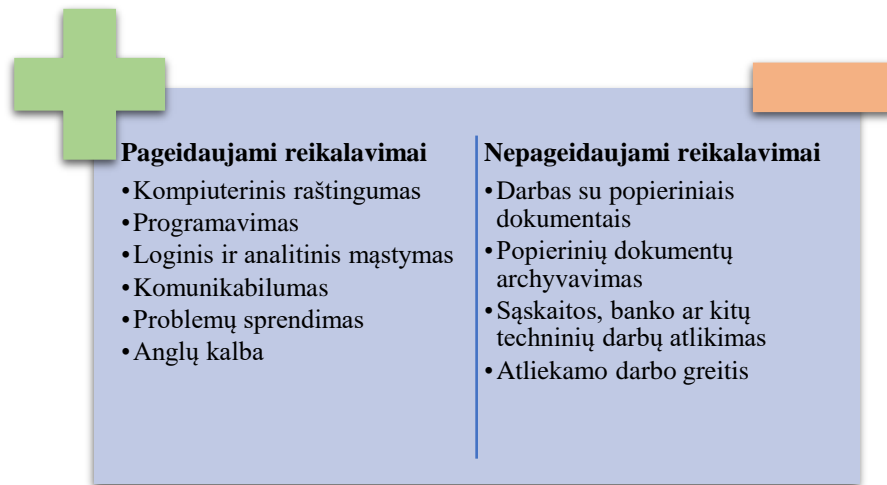 Pageidaujami reikalavimai
•Kompiuterinis raštingumas
•Programavimas
•Loginis ir analitinis mąstymas
•Komunikabilumas
•Problemų sprendimas
•Anglų kalba
Nepageidaujami reikalavimai
•Darbas su popieriniais
dokumentais
•Popierinių dokumentų
archyvavimas
•Sąskaitos, banko ar kitų
techninių darbų atlikimas
•Atliekamo darbo greitis